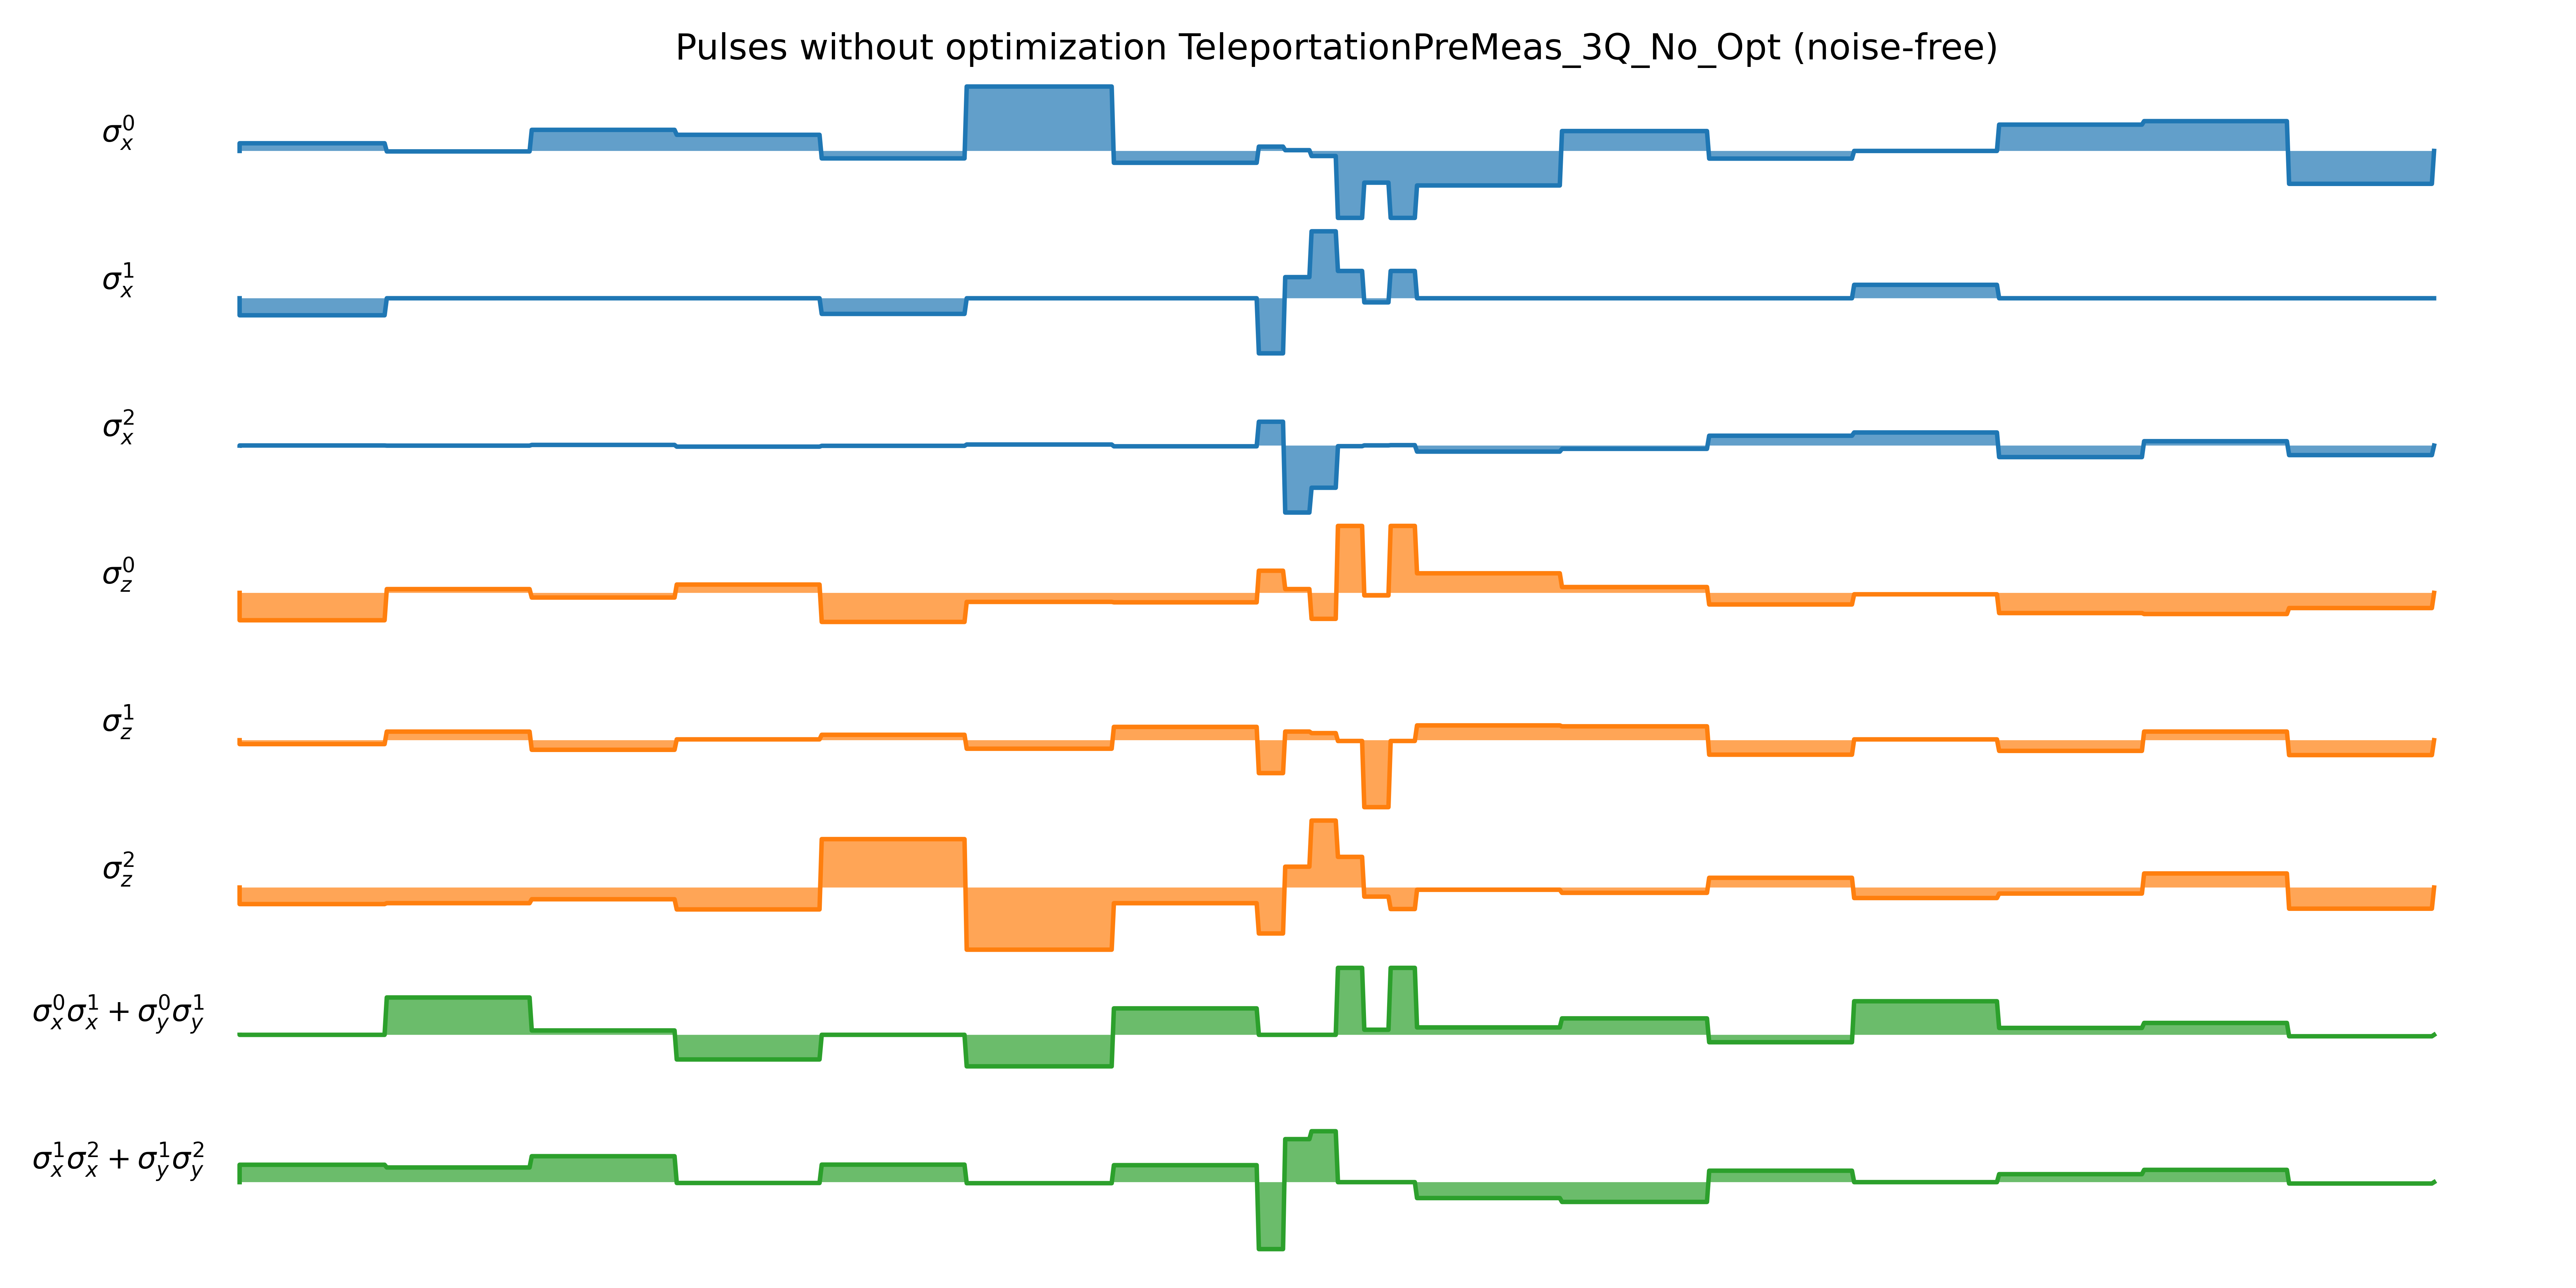 Pulses without optimization TeleportationPreMeas_3Q_No_Opt (noise-free)
σ_x^0
σ_x^1
σ_x^2
σ_z^0
σ_z^1
σ_z^2
σ_x^0σ_x^1 + σ_y^0σ_y^1
σ_x^1σ_x^2 + σ_y^1σ_y^2